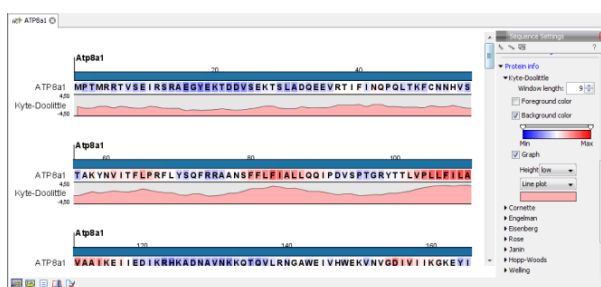 ATP8a1
Sequence Settings
?
Atp8a1
20
40
ATP8a1
MPTMRRTVSEIRSRAEGYEKTDDVSEKTSLADQEEVRTIFINQPQLTKFCNNHVS
4,50
Kyte-Doolittle
-4,50
Atp8a1
60
80
100
ATP8a1
TAKYNVITFLPRFLYSQFRRAANSFFLFIALLQQIPDVSPTGRYTTLVPLLFILA
4,50
Kyte-Doolittle
-4,50
Atp8a1
120
140
160
ATP8a1
VAAIKEIIEDIKRHKADNAVNKKQTQVLRNGAWEIVHWEKVNVGDIVIIKGKEYI
Protein info
Kyte-Doolittle
Window length: 9
Foreground color
Background color
Min Max
Graph
Height low
Line plot
Cornette
Engelman
Eisenberg
Rose
Janin
Hopp-Woods
Welling